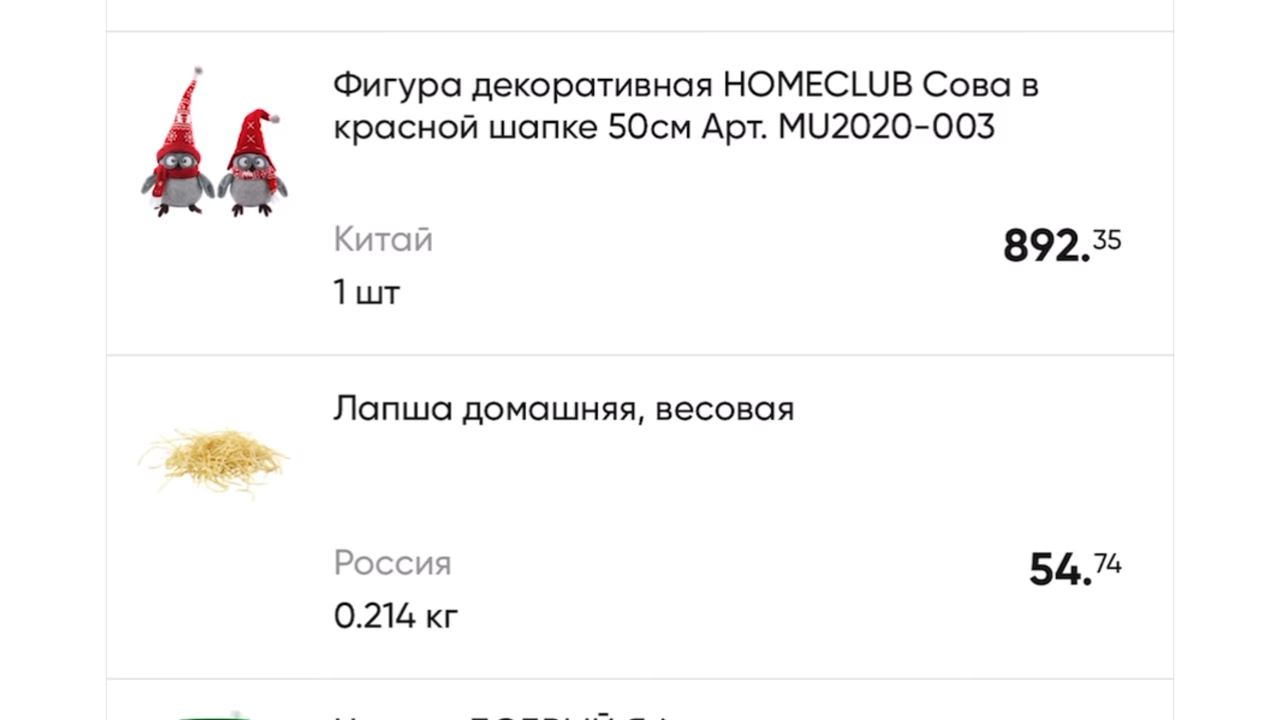 Фигура декоративная HOMECLUB Сова в
красной шапке 50см Арт. MU2020-003
Китай
892.35
1 шт
Лапша домашняя, весовая
Россия
54.74
0.214 кг